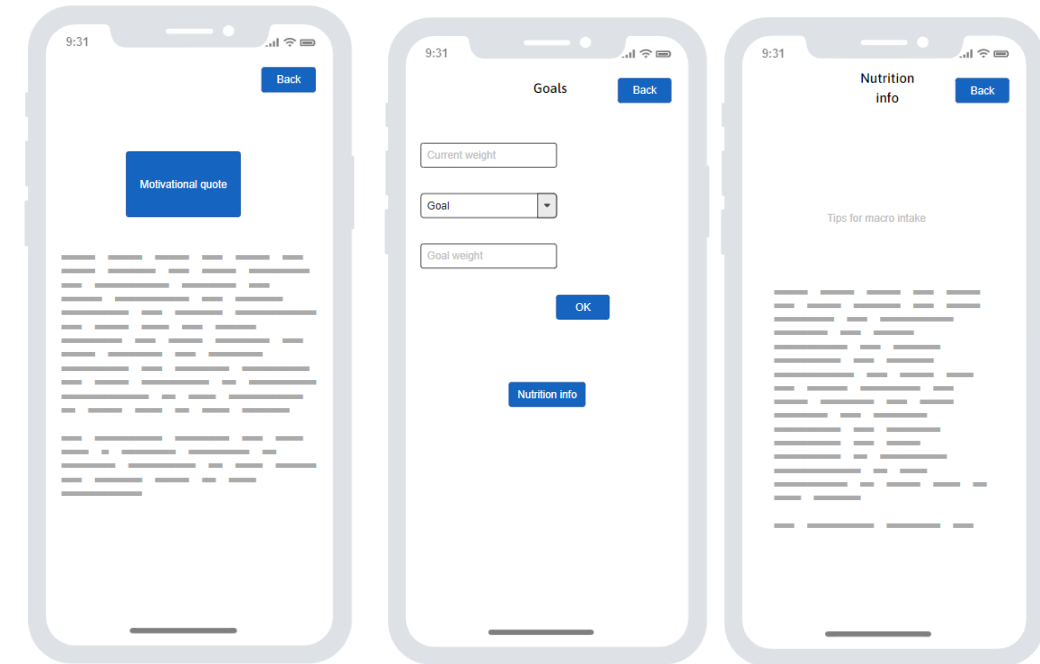 9:31
Back
Motivational quote
9:31
Goals
Back
Current weight
Goal
Goal weight
OK
Nutrition info
9:31
Nutrition
info
Back
Tips for macro intake